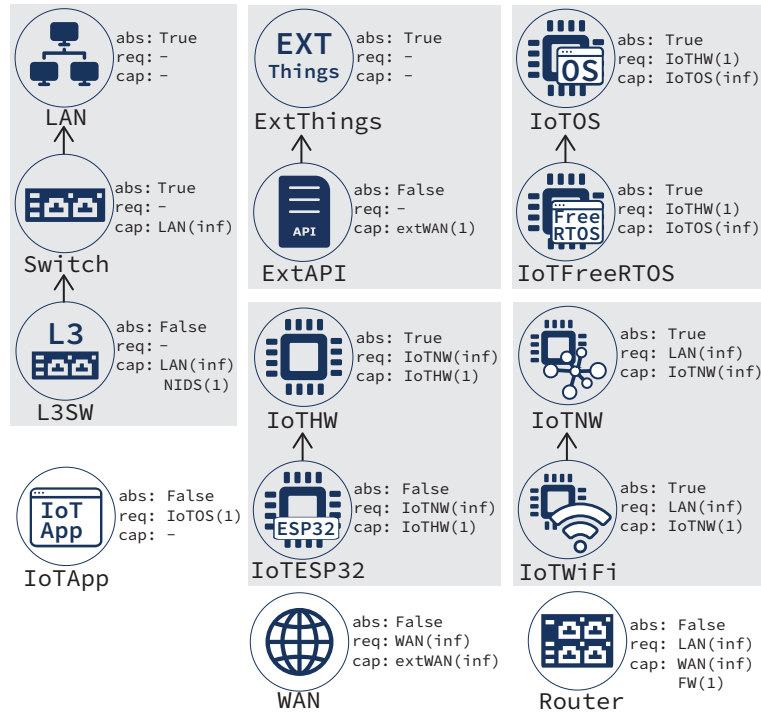 abs: True
req: -
cap: -
LAN
abs: True
req: -
cap: LAN(inf)
Switch
L3
abs: False
req: -
cap: LAN(inf)
NIDS(1)
L3SW
IoT
App
abs: False
req: IoTOS(1)
cap: -
IoTApp
EXT
Things
abs: True
req: -
cap: -
ExtThings
API
abs: False
req: -
cap: extWAN(1)
ExtAPI
abs: True
req: IoTNW(inf)
cap: IoTHW(1)
IoTHW
ESP32
abs: False
req: IoTNW(inf)
cap: IoTHW(1)
IoTESP32
abs: False
req: WAN(inf)
cap: extWAN(inf)
WAN
OS
abs: True
req: IoTHW(1)
cap: IoTOS(inf)
IoTOS
Free
RTOS
abs: True
req: IoTHW(1)
cap: IoTOS(inf)
IoTFreeRTOS
abs: True
req: LAN(inf)
cap: IoTNW(inf)
IoTNW
abs: True
req: LAN(inf)
cap: IoTNW(1)
IoTWiFi
abs: False
req: LAN(inf)
cap: WAN(inf)
FW(1)
Router